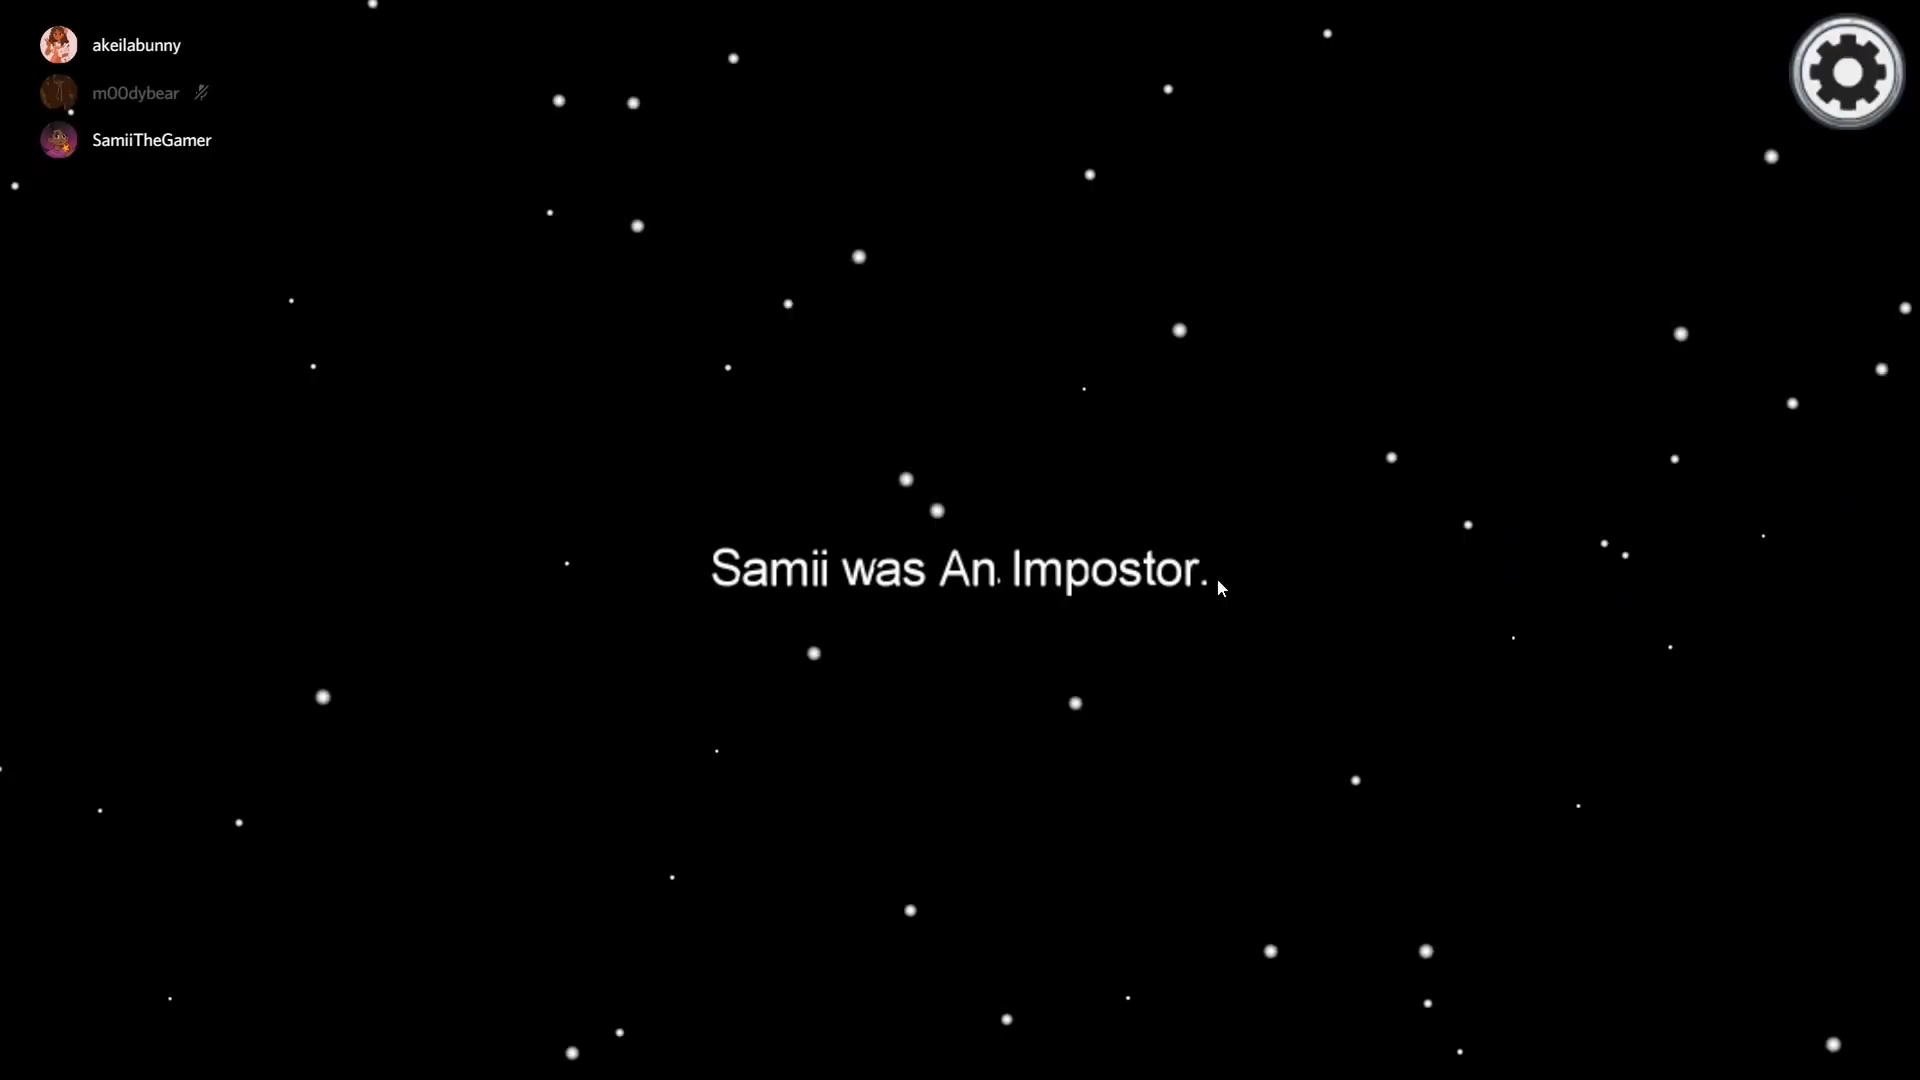 akeilabunny
m00dybear
SamiiTheGamer
Samii was An Impostor.